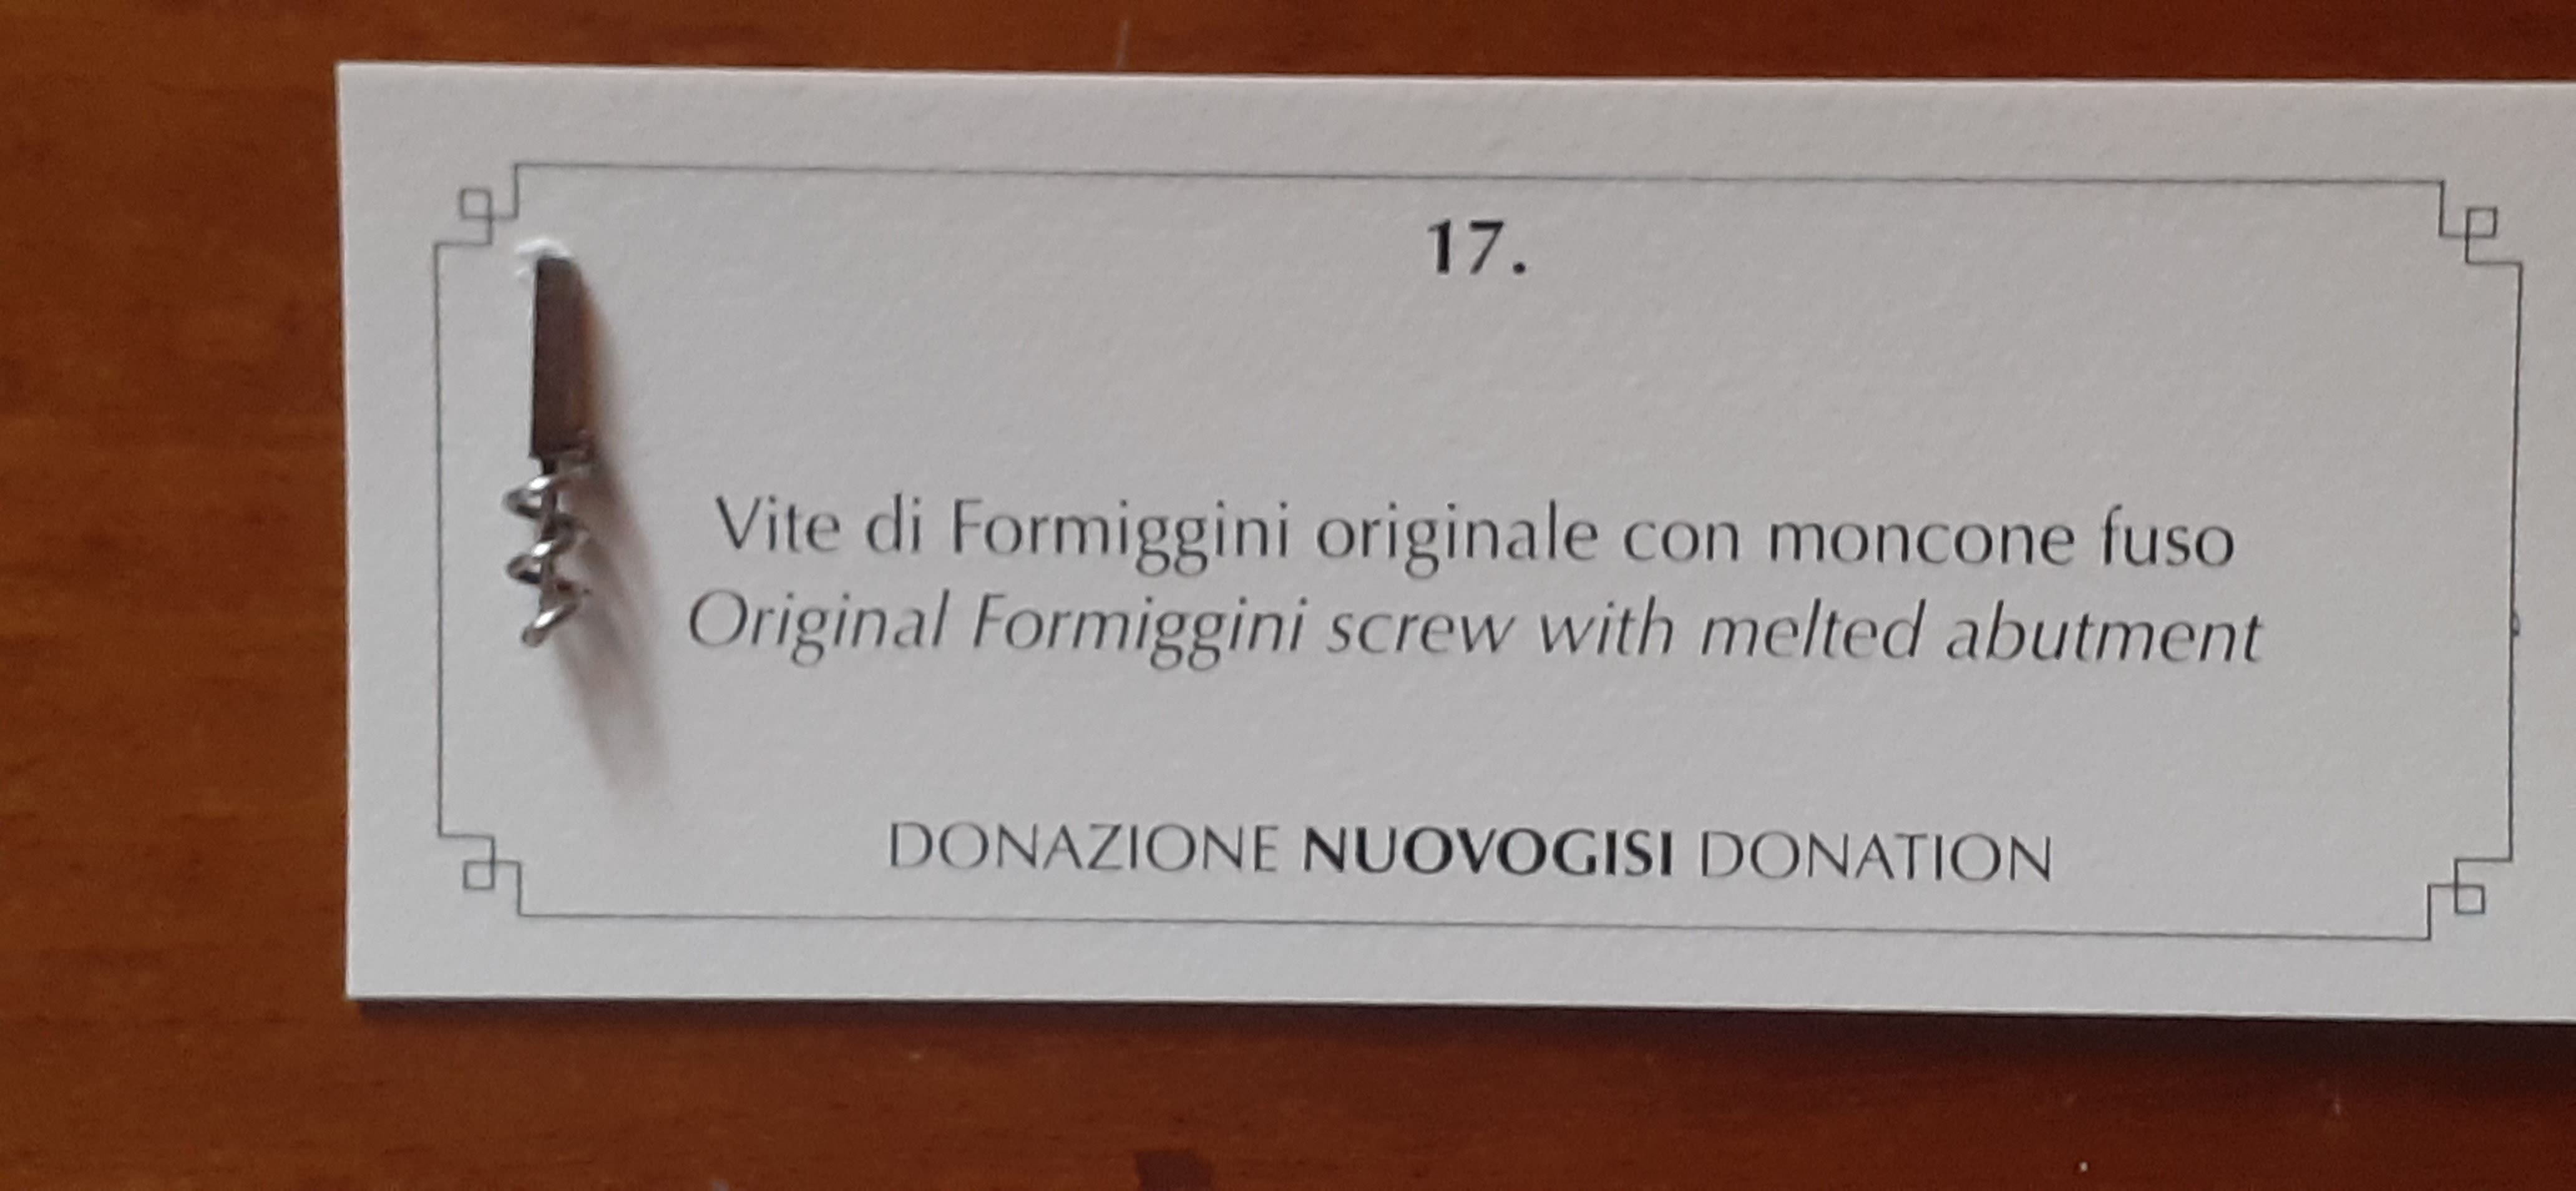 17.
Vite di Formiggini originale con moncone fuso
Original Formiggini screw with melted abutment
DONAZIONE NUOVOGISI DONATION